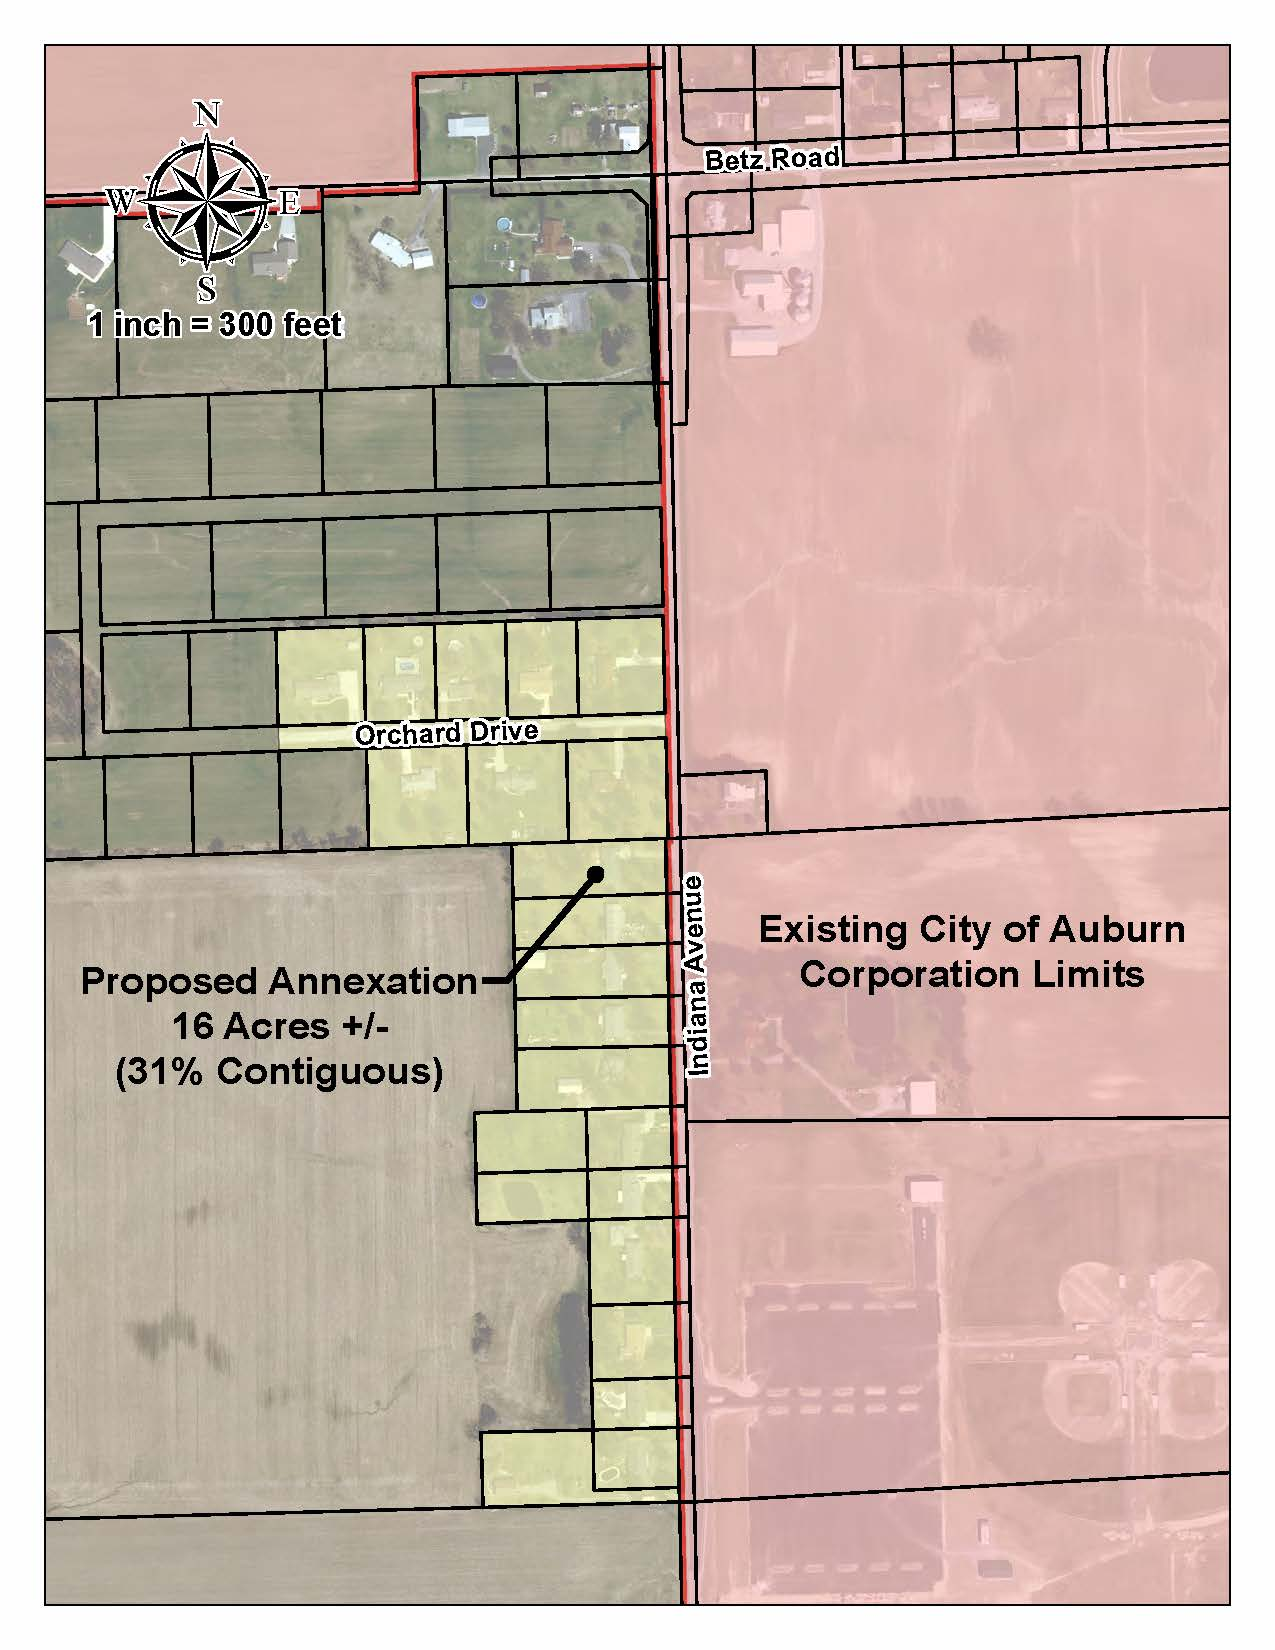 N
W
E
S
1 inch = 300 feet
Betz Road
Orchard Drive
Indiana Avenue
Existing City of Auburn
Corporation Limits
Proposed Annexation
16 Acres +/-
(31% Contiguous)